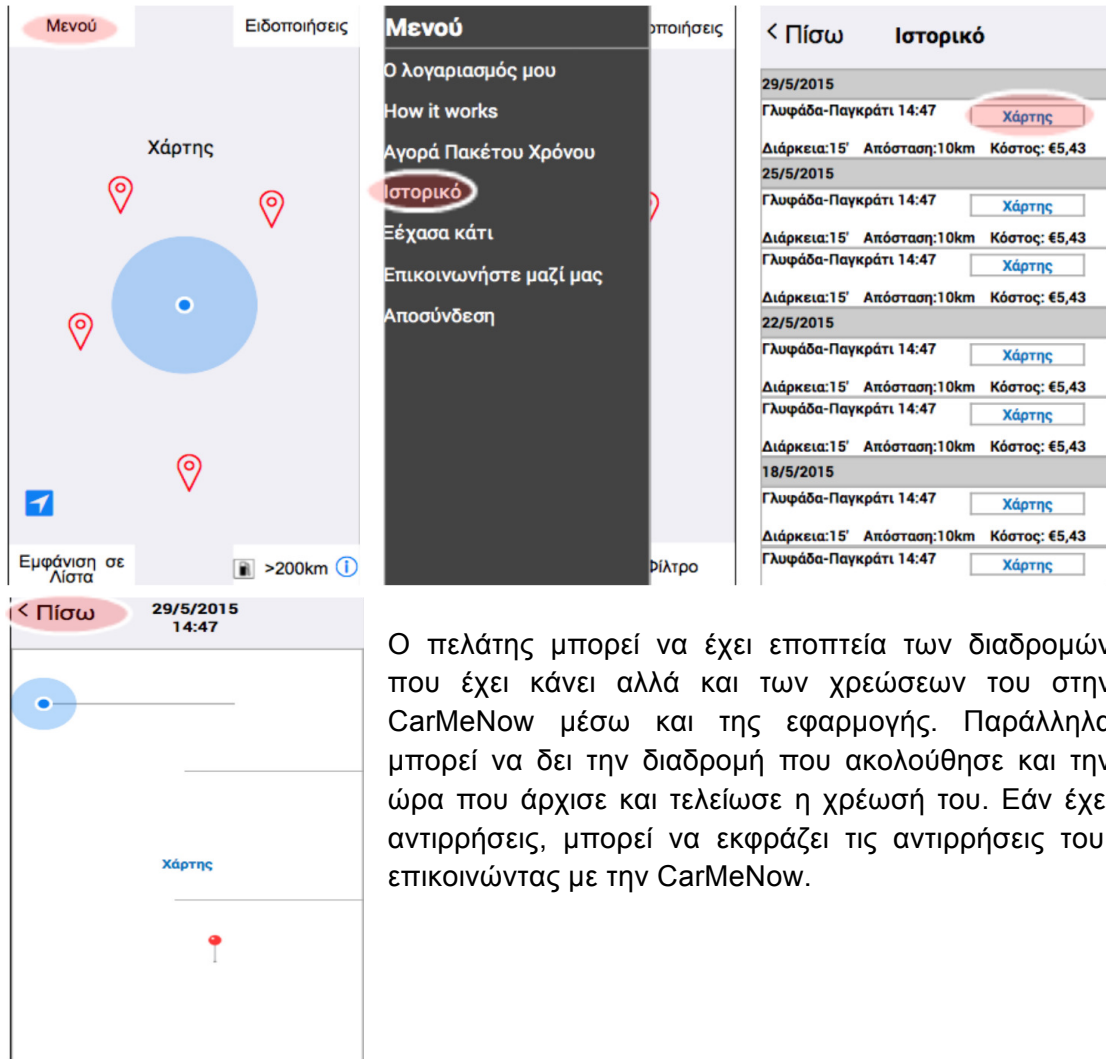 Μενού
Ειδοποιήσεις
Χάρτης
Εμφάνιση σε
Λίστα
>200km
Μενού
οποιήσεις
Ο λογαριασμός μου
How it works
Αγορά Πακέτου Χρόνου
Ιστορικό
Ξέχασα κάτι
Επικοινωνήστε μαζί μας
Αποσύνδεση
Φίλτρο
< Πίσω Ιστορικό
29/5/2015
Γλυφάδα-Παγκράτι 14:47 Χάρτης
Διάρκεια:15' Απόσταση:10km Κόστος: €5,43
25/5/2015
Γλυφάδα-Παγκράτι 14:47 Χάρτης
Διάρκεια:15' Απόσταση:10km Κόστος: €5,43
Γλυφάδα-Παγκράτι 14:47 Χάρτης
Διάρκεια:15' Απόσταση:10km Κόστος: €5,43
22/5/2015
Γλυφάδα-Παγκράτι 14:47 Χάρτης
Διάρκεια:15' Απόσταση:10km Κόστος: €5,43
Γλυφάδα-Παγκράτι 14:47 Χάρτης
Διάρκεια:15' Απόσταση:10km Κόστος: €5,43
18/5/2015
Γλυφάδα-Παγκράτι 14:47 Χάρτης
Διάρκεια:15' Απόσταση:10km Κόστος: €5,43
Γλυφάδα-Παγκράτι 14:47 Χάρτης
< Πίσω
29/5/2015
14:47
Χάρτης
Ο πελάτης μπορεί να έχει εποπτεία των διαδρομών
που έχει κάνει αλλά και των χρεώσεων του στην
CarMeNow μέσω και της εφαρμογής. Παράλληλα
μπορεί να δει την διαδρομή που ακολούθησε και την
ώρα που άρχισε και τελείωσε η χρέωσή του. Εάν έχει
αντιρρήσεις, μπορεί να εκφράζει τις αντιρρήσεις του
επικοινώντας με την CarMeNow.